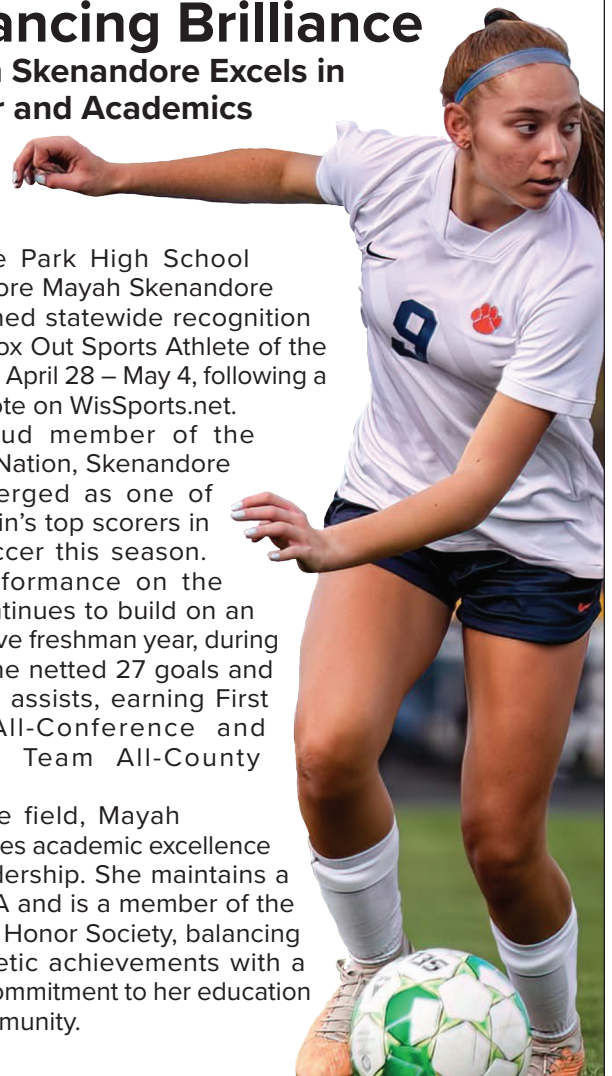 ancing Brilliance
Skenandore Excels in
r and Academics
e Park High School
ore Mayah Skenandore
ned statewide recognition
ox Out Sports Athlete of the
April 28 – May 4, following a
ote on WisSports.net.
ud member of the
Nation, Skenandore
erged as one of
in's top scorers in
ccer this season.
formance on the
ntinues to build on an
ve freshman year, during
he netted 27 goals and
assists, earning First
All-Conference and
Team All-County
e field, Mayah
es academic excellence
dership. She maintains a
A and is a member of the
Honor Society, balancing
etic achievements with a
ommitment to her education
munity.
9